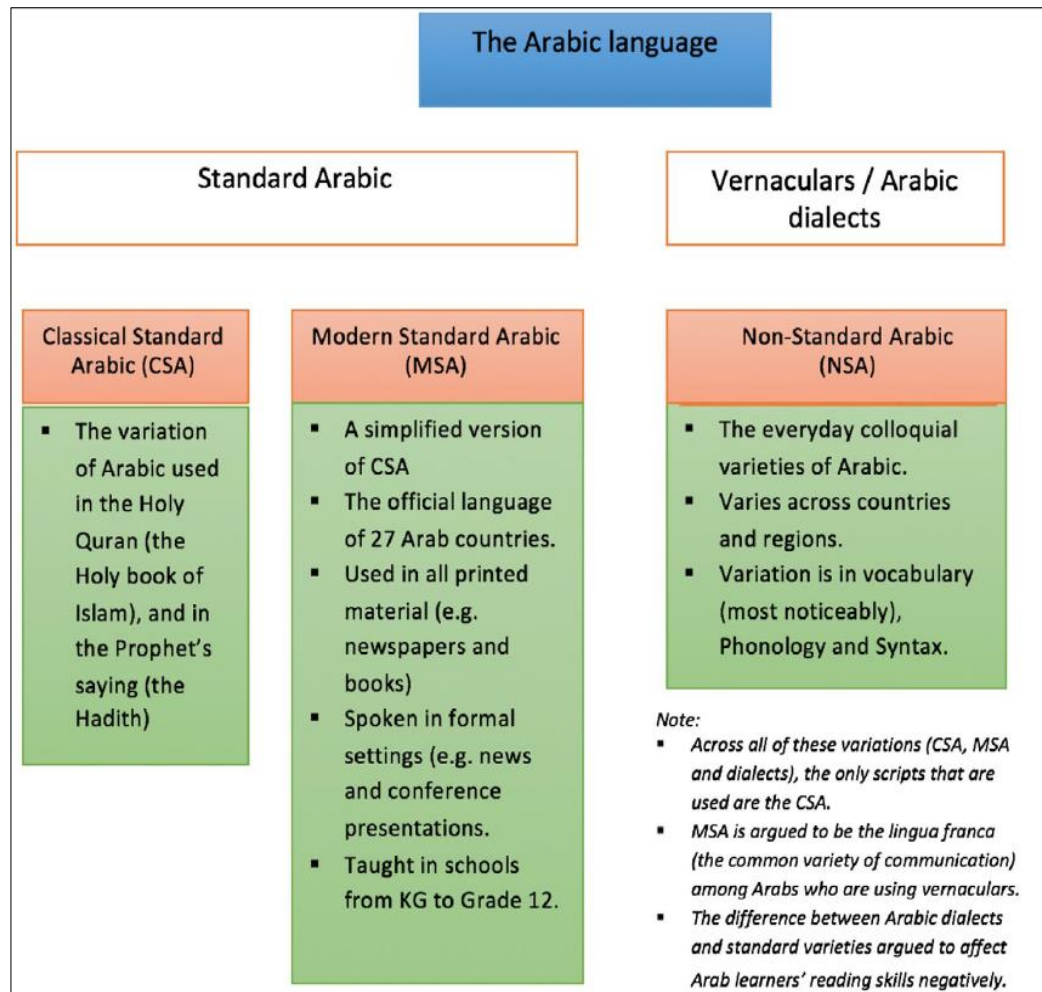 The Arabic language
Standard Arabic
Vernaculars / Arabic
dialects
Classical Standard
Arabic (CSA)
▪ The variation
of Arabic used
in the Holy
Quran (the
Holy book of
Islam), and in
the Prophet's
saying (the
Hadith)
Modern Standard Arabic
(MSA)
▪ A simplified version
of CSA
▪ The official language
of 27 Arab countries.
▪ Used in all printed
material (e.g.
newspapers and
books)
▪ Spoken in formal
settings (e.g. news
and conference
presentations.
▪ Taught in schools
from KG to Grade 12.
Non-Standard Arabic
(NSA)
▪ The everyday colloquial
varieties of Arabic.
▪ Varies across countries
and regions.
▪ Variation is in vocabulary
(most noticeably),
Phonology and Syntax.
Note:
▪ Across all of these variations (CSA, MSA
and dialects), the only scripts that are
used are the CSA.
▪ MSA is argued to be the lingua franca
(the common variety of communication)
among Arabs who are using vernaculars.
▪ The difference between Arabic dialects
and standard varieties argued to affect
Arab learners' reading skills negatively.